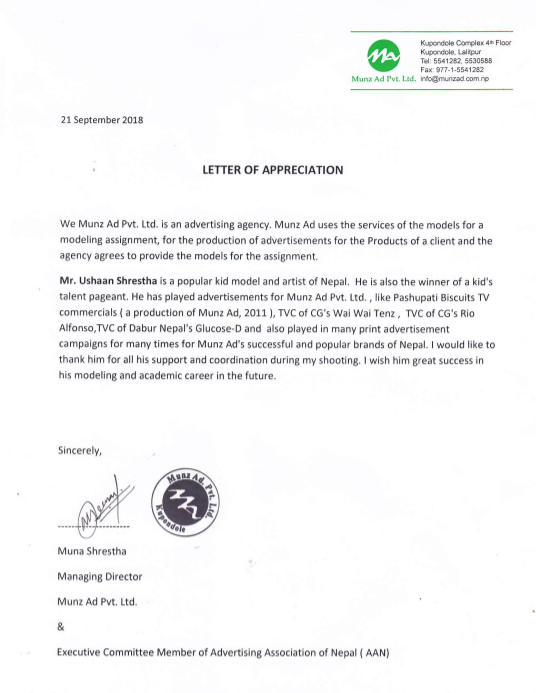 Kupondole Complex 4th Floor
Kupondole, Lalitpur
Tel: 5541282, 5530588
Fax: 977-1-5541282
Munz Ad Pvt. Ltd. info@munzad.com.np
21 September 2018
LETTER OF APPRECIATION
We Munz Ad Pvt. Ltd. is an advertising agency. Munz Ad uses the services of the models for a
modeling assignment, for the production of advertisements for the Products of a client and the
agency agrees to provide the models for the assignment.
Mr. Ushaan Shrestha is a popular kid model and artist of Nepal. He is also the winner of a kid's
talent pageant. He has played advertisements for Munz Ad Pvt. Ltd. , like Pashupati Biscuits TV
commercials ( a production of Munz Ad, 2011 ), TVC of CG's Wai Wai Tenz , TVC of CG's Rio
Alfonso,TVC of Dabur Nepal's Glucose-D and also played in many print advertisement
campaigns for many times for Munz Ad's successful and popular brands of Nepal. I would like to
thank him for all his support and coordination during my shooting. I wish him great success in
his modeling and academic career in the future.
Sincerely,
Munz Ad. Pvt. Ltd.
Kupondole
Muna Shrestha
Managing Director
Munz Ad Pvt. Ltd.
&
Executive Committee Member of Advertising Association of Nepal ( AAN)